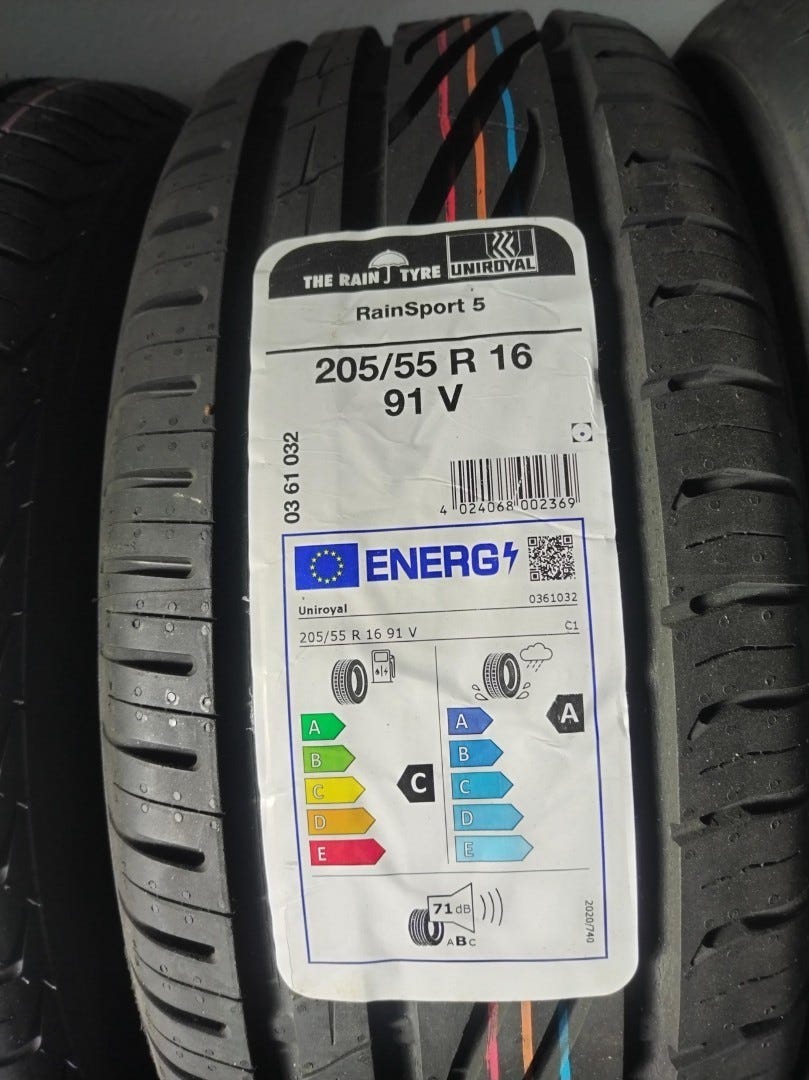 THE RAIN TYRE UNIROYAL
RainSport 5
205/55 R 16
91 V
03 61 032
4 024068 002369
ENERG
Uniroyal 0361032
205/55 R 16 91 V C1
A
B
C
D
E
C
A
B
C
D
E
A
71 dB
ABC
2020/740